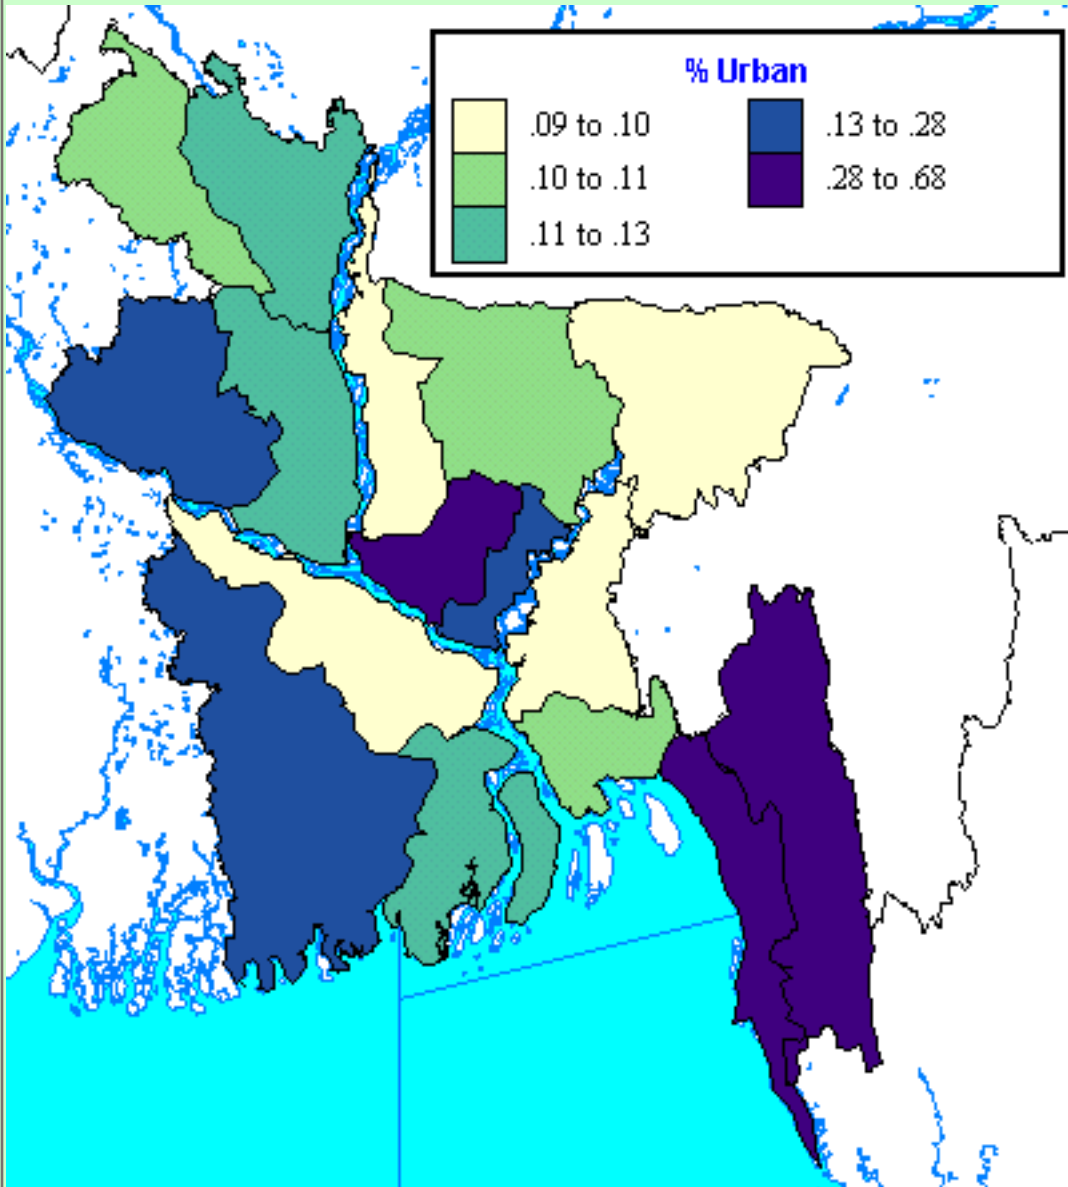 % Urban
.09 to .10
.10 to .11
.11 to .13
.13 to .28
.28 to .68